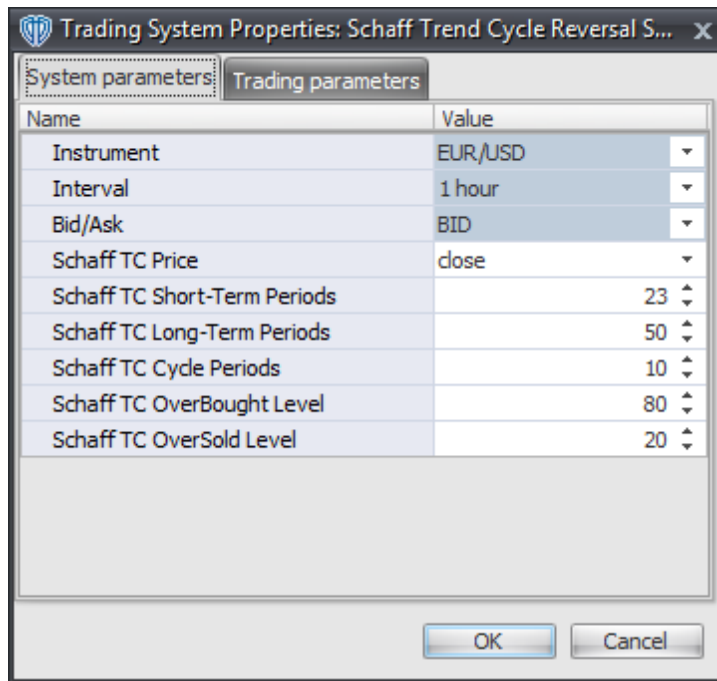 Trading System Properties: Schaff Trend Cycle Reversal S... x
System parameters Trading parameters
Name Value
Instrument EUR/USD
Interval 1 hour
Bid/Ask BID
Schaff TC Price close
Schaff TC Short-Term Periods 23
Schaff TC Long-Term Periods 50
Schaff TC Cycle Periods 10
Schaff TC OverBought Level 80
Schaff TC OverSold Level 20
OK Cancel